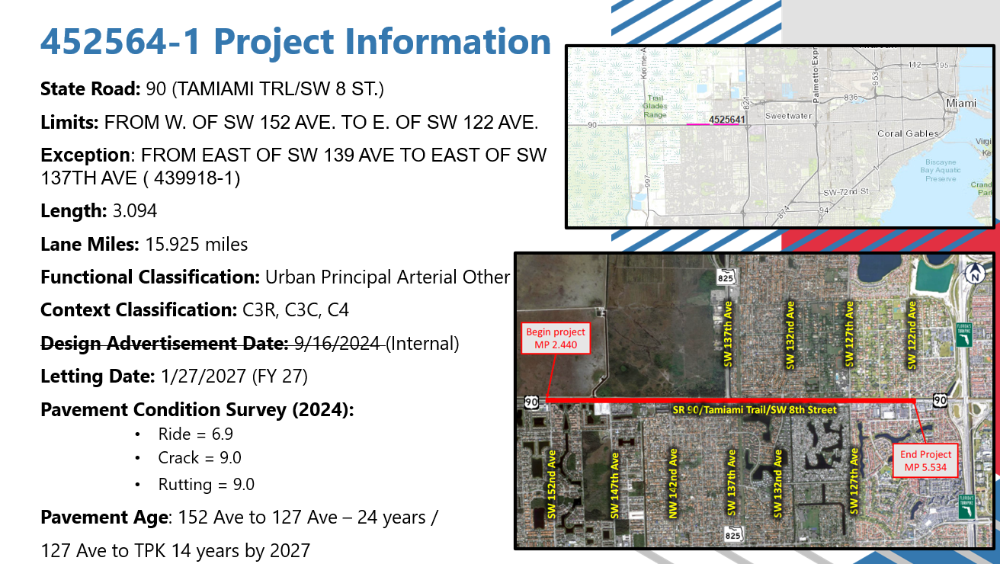 452564-1 Project Information
State Road: 90 (TAMIAMI TRL/SW 8 ST.)
Limits: FROM W. OF SW 152 AVE. TO E. OF SW 122 AVE.
Exception: FROM EAST OF SW 139 AVE TO EAST OF SW
137TH AVE ( 439918-1)
Length: 3.094
Lane Miles: 15.925 miles
Functional Classification: Urban Principal Arterial Other
Context Classification: C3R, C3C, C4
Design Advertisement Date: 9/16/2024 (Internal)
Letting Date: 1/27/2027 (FY 27)
Pavement Condition Survey (2024):
• Ride = 6.9
• Crack = 9.0
• Rutting = 9.0
Pavement Age: 152 Ave to 127 Ave – 24 years /
127 Ave to TPK 14 years by 2027
Krome-A
Palmetto Expr
112
195
953
836
821
Trail
Glades
Range
Miami
Sweetwater
4525641
90
Coral Gables
Virgi
Ke
Biscayne
Bay Aquatic
Preserve
997
1
SW-72nd St
Crand
Park
874
94
825
N
SW 137th Ave
SW 132nd Ave
SW 127th Ave
SW 122nd Ave
FLORIDA'S
TURNPIKE
Begin project
MP 2.440
90
90
SR 90/Tamiami Trail/SW 8th Street
End Project
MP 5.534
SW 152nd Ave
SW 147th Ave
NW 142nd Ave
SW 137th Ave
SW 132nd Ave
SW 127th Ave
FLORIDA'S
TURNPIKE
825